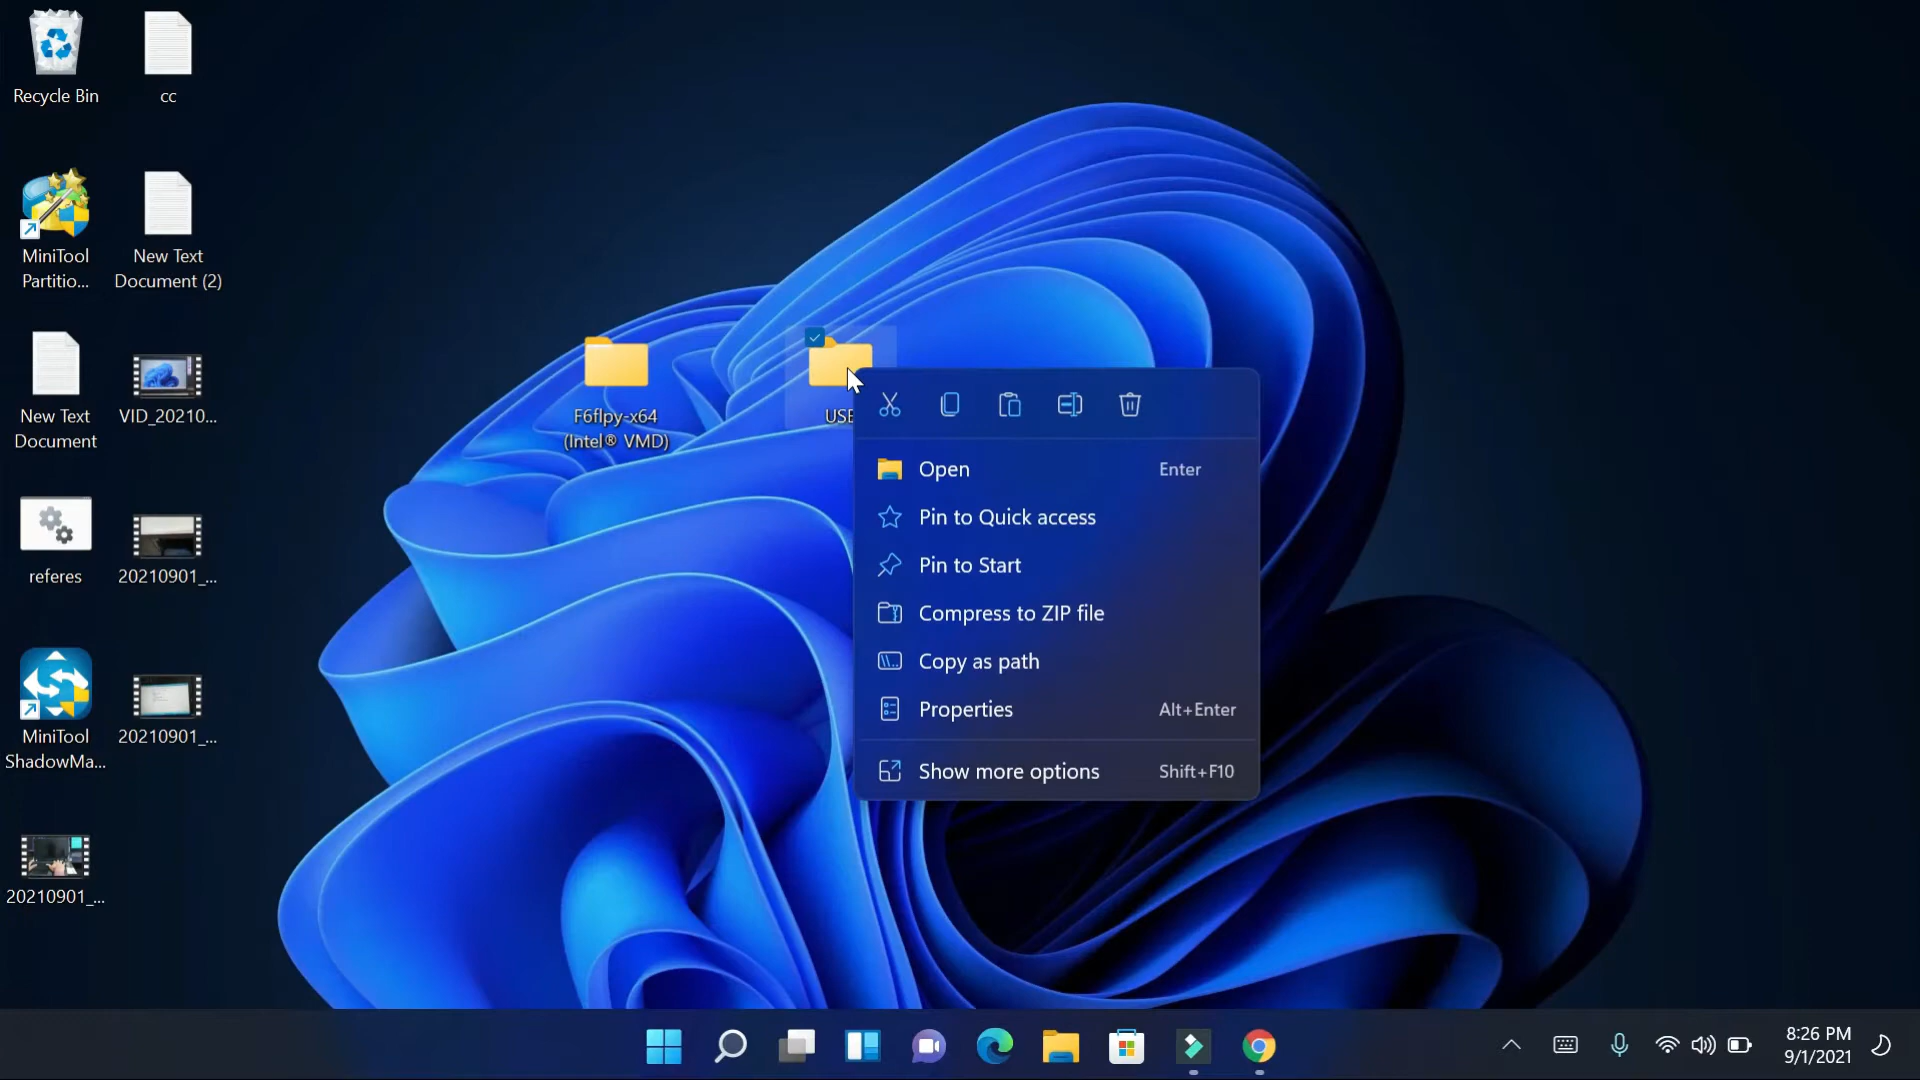 Recycle Bin
cc
MiniTool
Partitio...
New Text
Document (2)
New Text
Document
VID_20210...
referes
20210901_...
MiniTool
ShadowMa...
20210901_...
20210901_...
F6flpy-x64
(Intel® VMD)
USB
Open Enter
Pin to Quick access
Pin to Start
Compress to ZIP file
Copy as path
Properties Alt+Enter
Show more options Shift+F10
8:26 PM
9/1/2021